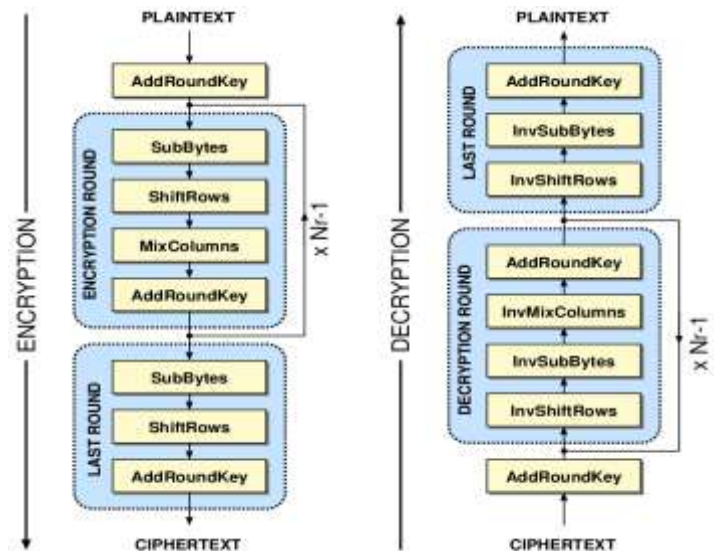 PLAINTEXT
AddRoundKey
ENCRYPTION ROUND
SubBytes
ShiftRows
MixColumns
AddRoundKey
x Nr-1
LAST ROUND
SubBytes
ShiftRows
AddRoundKey
CIPHERTEXT
ENCRYPTION
PLAINTEXT
LAST ROUND
AddRoundKey
InvSubBytes
InvShiftRows
DECRYPTION ROUND
AddRoundKey
InvMixColumns
InvSubBytes
InvShiftRows
x Nr-1
AddRoundKey
CIPHERTEXT
DECRYPTION